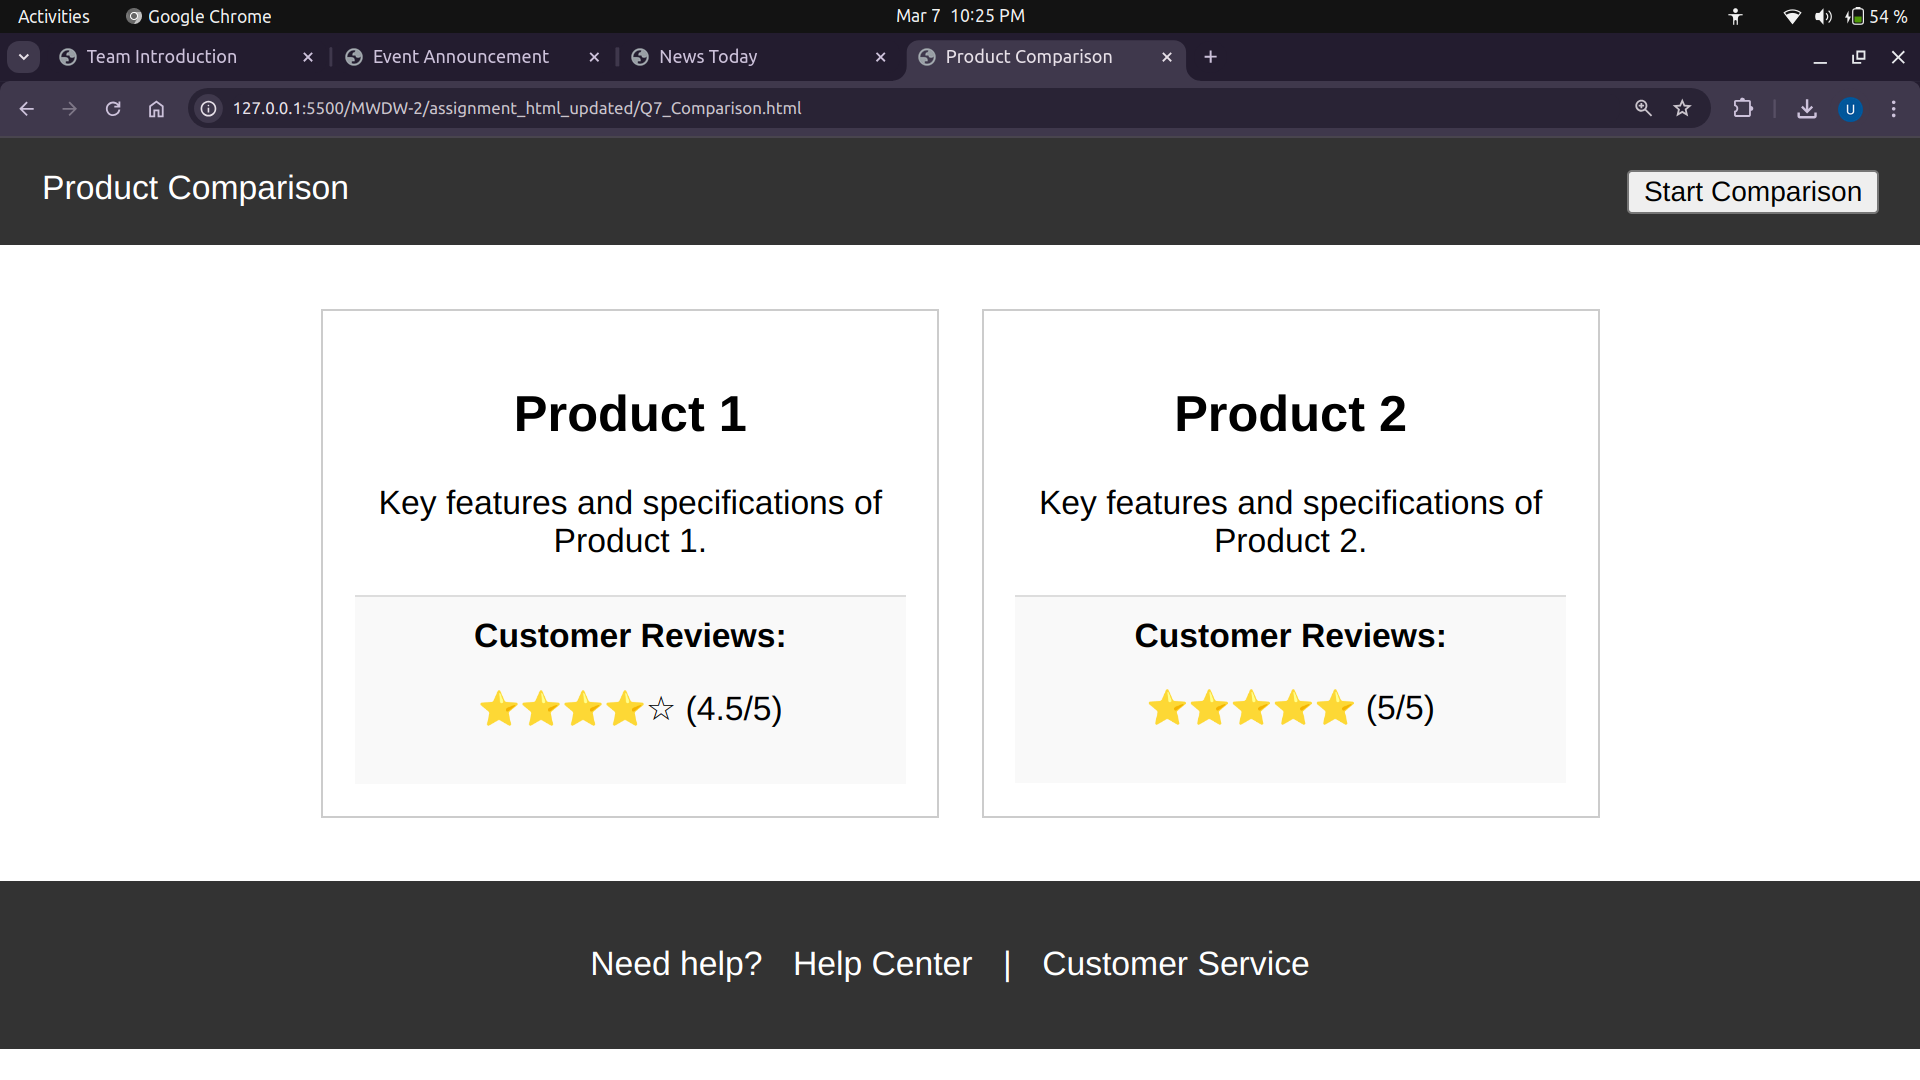 Activities Google Chrome Mar 7 10:25 PM 54 %
Team Introduction Event Announcement News Today Product Comparison
127.0.0.1:5500/MWDW-2/assignment_html_updated/Q7_Comparison.html U
Product Comparison Start Comparison
Product 1
Key features and specifications of
Product 1.
Customer Reviews:
⭐⭐⭐⭐☆ (4.5/5)
Product 2
Key features and specifications of
Product 2.
Customer Reviews:
⭐⭐⭐⭐⭐ (5/5)
Need help? Help Center | Customer Service